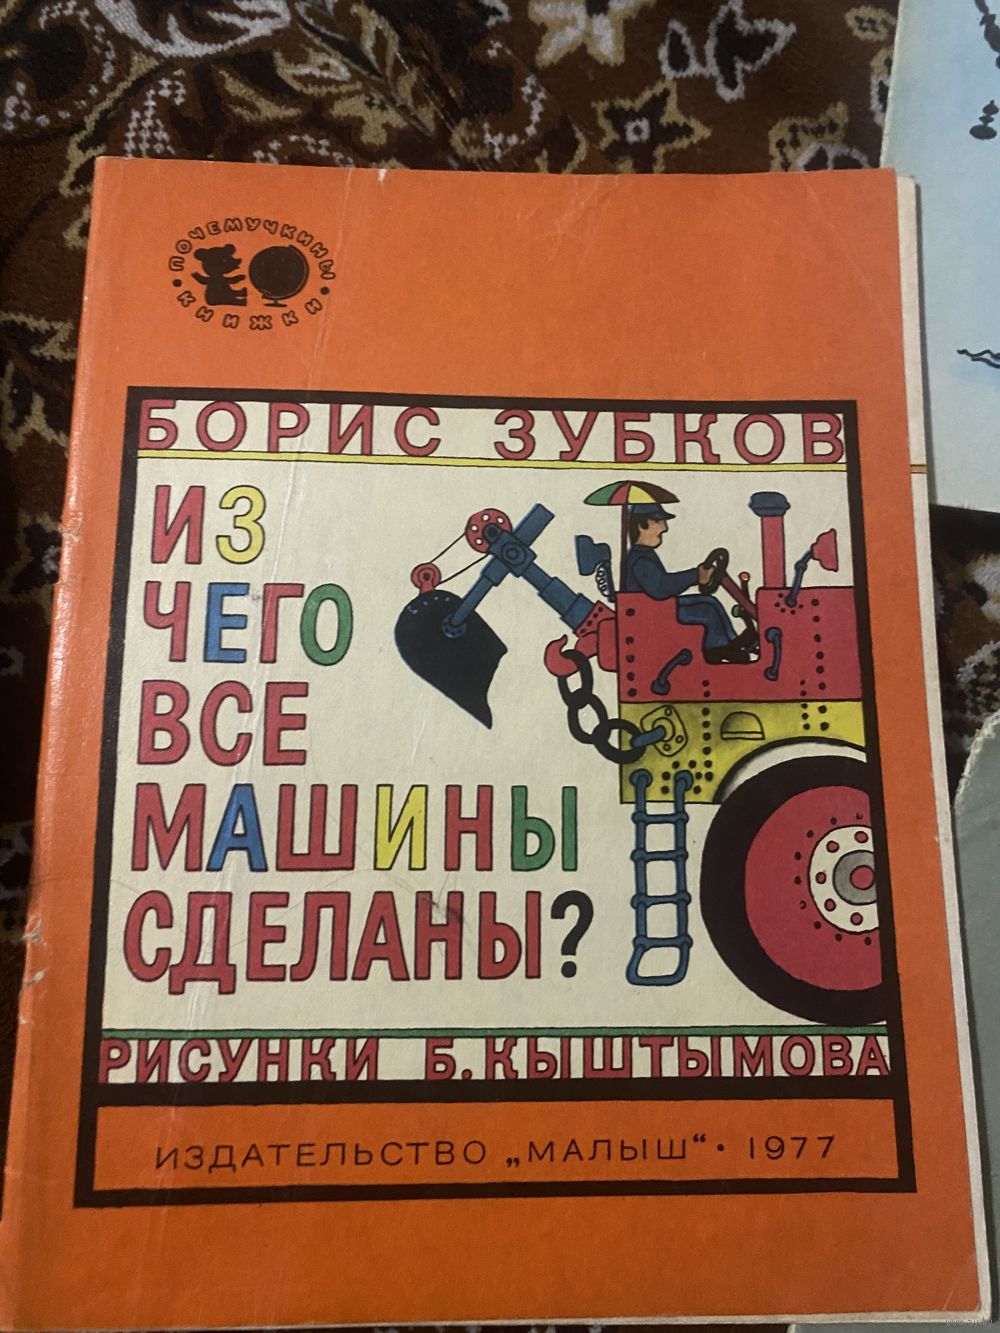 ПОЧЕМУЧКИНЫ
КНИЖКИ
БОРИС ЗУБКОВ
ИЗ
ЧЕГО
ВСЕ
МАШИНЫ
СДЕЛАНЫ?
РИСУНКИ Б. КЫШТЫМОВА
ИЗДАТЕЛЬСТВО „МАЛЫШ“ • 1977